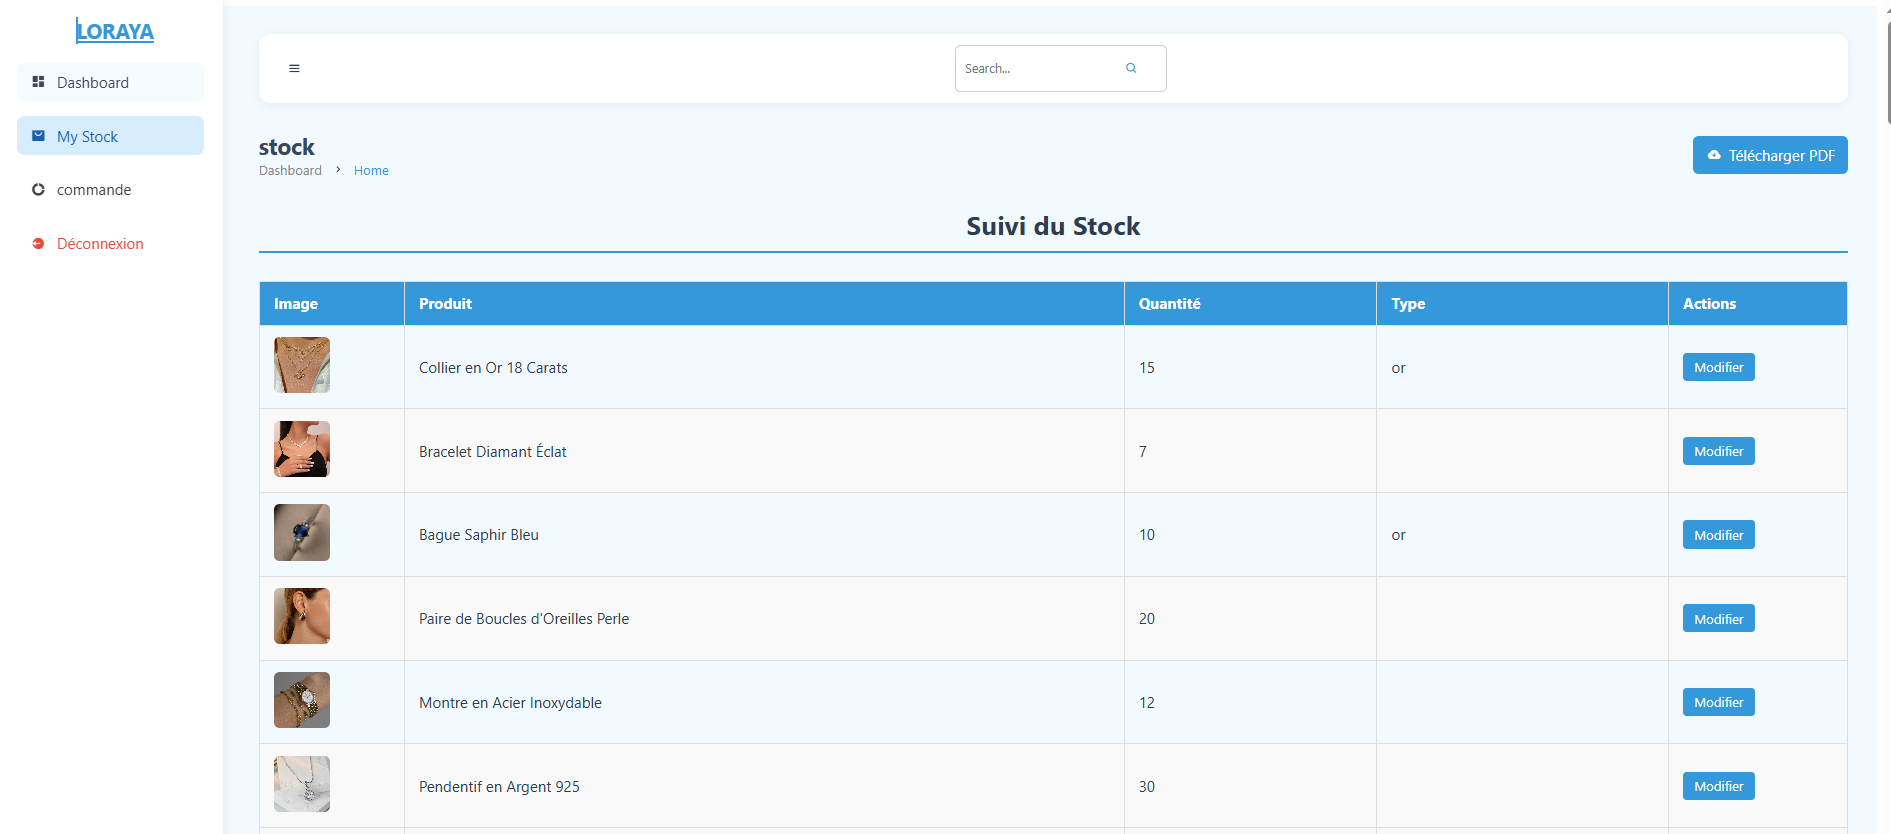 LORAYA
Dashboard
My Stock
commande
Déconnexion
Search...
stock
Dashboard > Home
Télécharger PDF
Suivi du Stock
Image Produit Quantité Type Actions
Collier en Or 18 Carats 15 or Modifier
Bracelet Diamant Éclat 7 Modifier
Bague Saphir Bleu 10 or Modifier
Paire de Boucles d'Oreilles Perle 20 Modifier
Montre en Acier Inoxydable 12 Modifier
Pendentif en Argent 925 30 Modifier